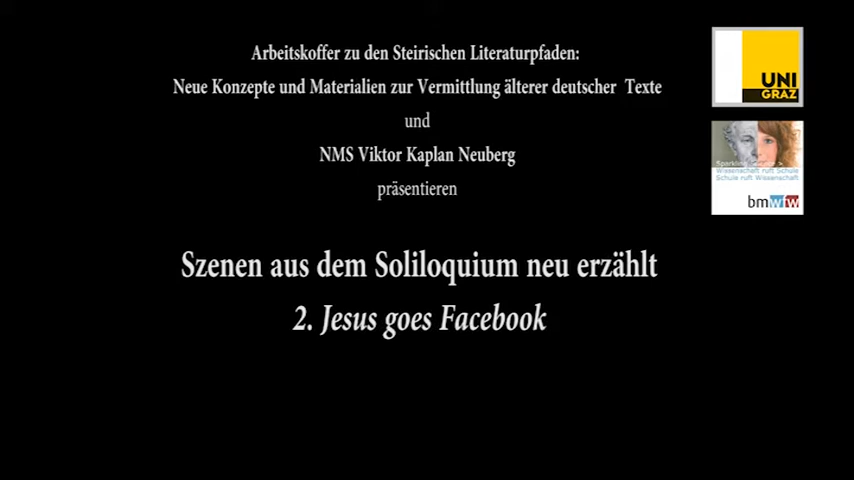 Arbeitskoffer zu den Steirischen Literaturpfaden:
Neue Konzepte und Materialien zur Vermittlung älterer deutscher Texte
und
NMS Viktor Kaplan Neuberg
präsentieren
Szenen aus dem Soliloquium neu erzählt
2. Jesus goes Facebook
UNI
GRAZ
Sparkling Science >
Wissenschaft ruft Schule
Schule ruft Wissenschaft
bmwfw